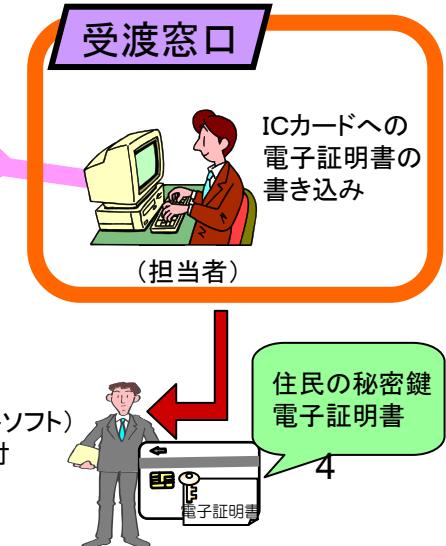 受渡窓口
ICカードへの
電子証明書の
書き込み
（担当者）
住民の秘密鍵
電子証明書
ソフト）
4
電子証明書